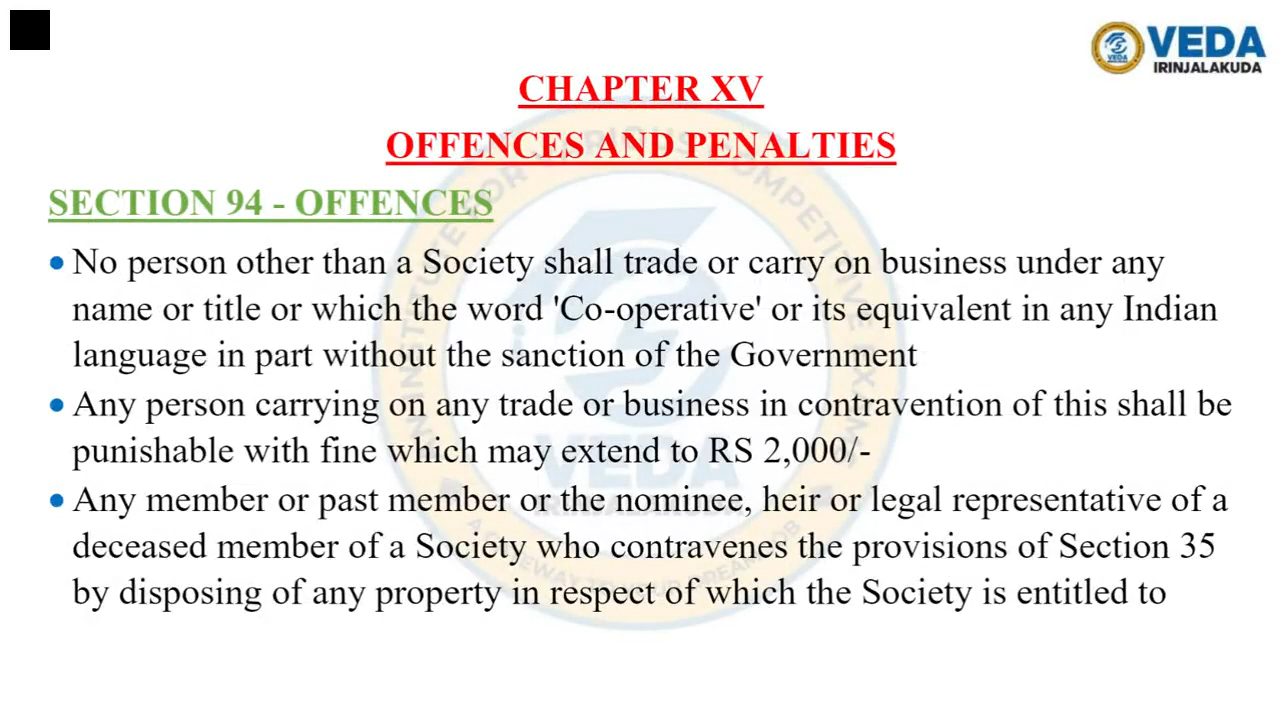 VEDA
IRINJALAKUDA
CHAPTER XV
OFFENCES AND PENALTIES
SECTION 94 - OFFENCES
• No person other than a Society shall trade or carry on business under any
name or title or which the word 'Co-operative' or its equivalent in any Indian
language in part without the sanction of the Government
• Any person carrying on any trade or business in contravention of this shall be
punishable with fine which may extend to RS 2,000/-
• Any member or past member or the nominee, heir or legal representative of a
deceased member of a Society who contravenes the provisions of Section 35
by disposing of any property in respect of which the Society is entitled to